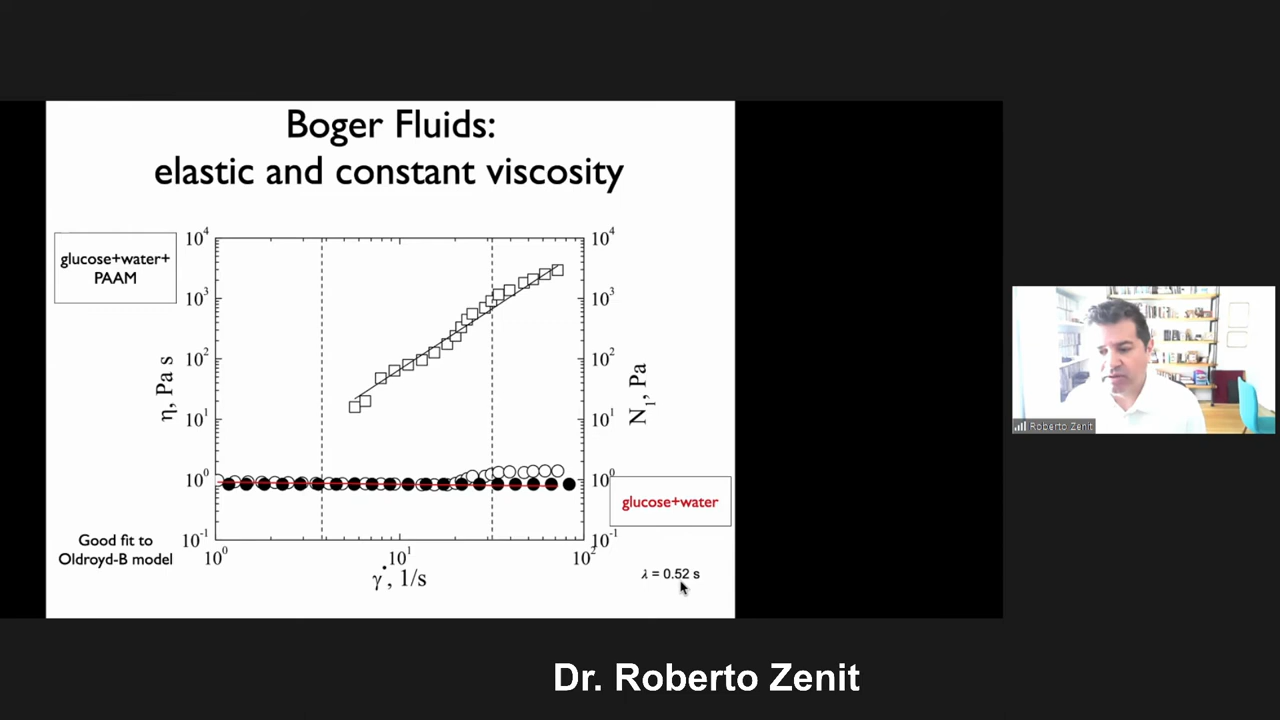 Boger Fluids:
elastic and constant viscosity
glucose+water+
PAAM
10⁴
10³
10²
10¹
10⁰
10⁻¹
η, Pa s
10⁴
10³
10²
10¹
10⁰
10⁻¹
N₁, Pa
glucose+water
10⁰
10¹
10²
γ̇, 1/s
Good fit to
Oldroyd-B model
λ = 0.52 s
Roberto Zenit
Dr. Roberto Zenit